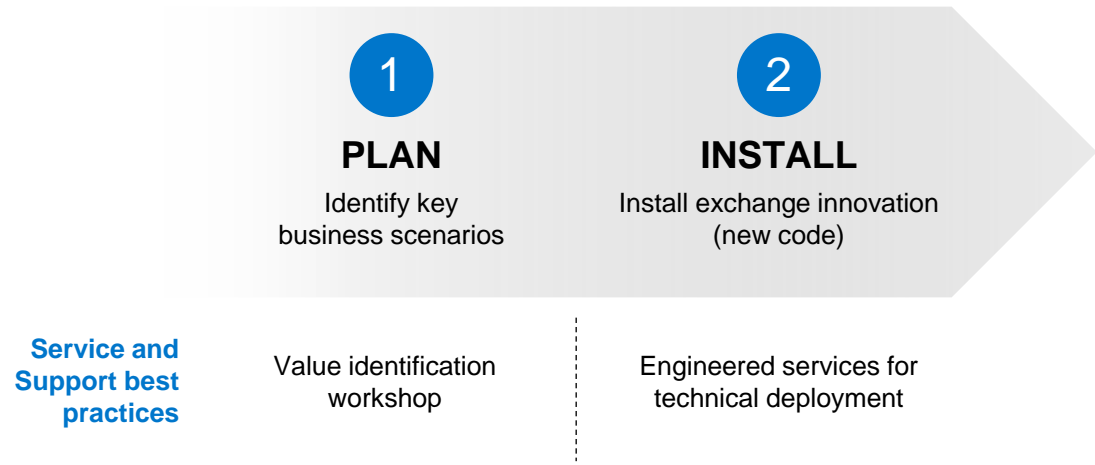 1
PLAN
Identify key
business scenarios
2
INSTALL
Install exchange innovation
(new code)
Service and
Support best
practices
Value identification
workshop
Engineered services for
technical deployment